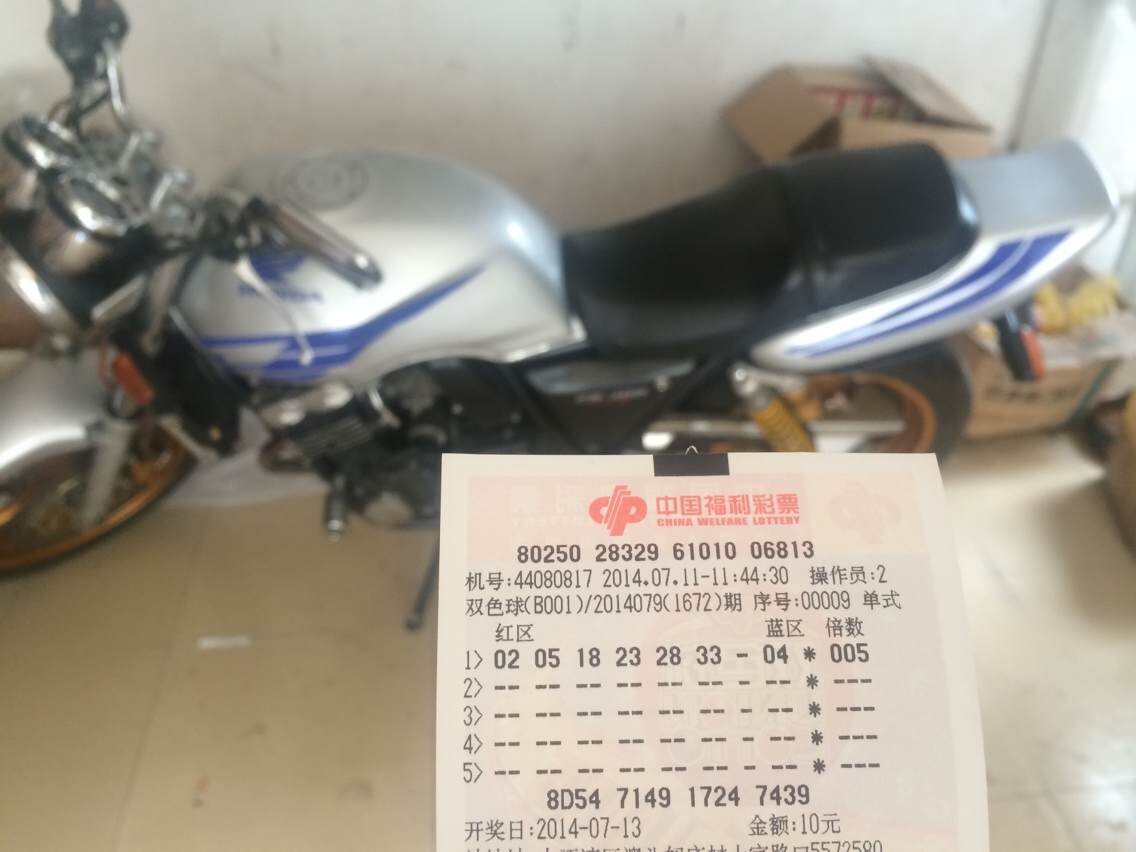 HONDA
中国福利彩票
CHINA WELFARE LOTTERY
80250 28329 61010 06813
机号:44080817 2014.07.11-11:44:30 操作员:2
双色球(B001)/2014079(1672)期 序号:00009 单式
红区 蓝区 倍数
1> 02 05 18 23 28 33 - 04 * 005
2> -- -- -- -- -- -- - -- * ---
3> -- -- -- -- -- -- - -- * ---
4> -- -- -- -- -- -- - -- * ---
5> -- -- -- -- -- -- - -- * ---
8D54 7149 1724 7439
开奖日:2014-07-13 金额:10元
5572580